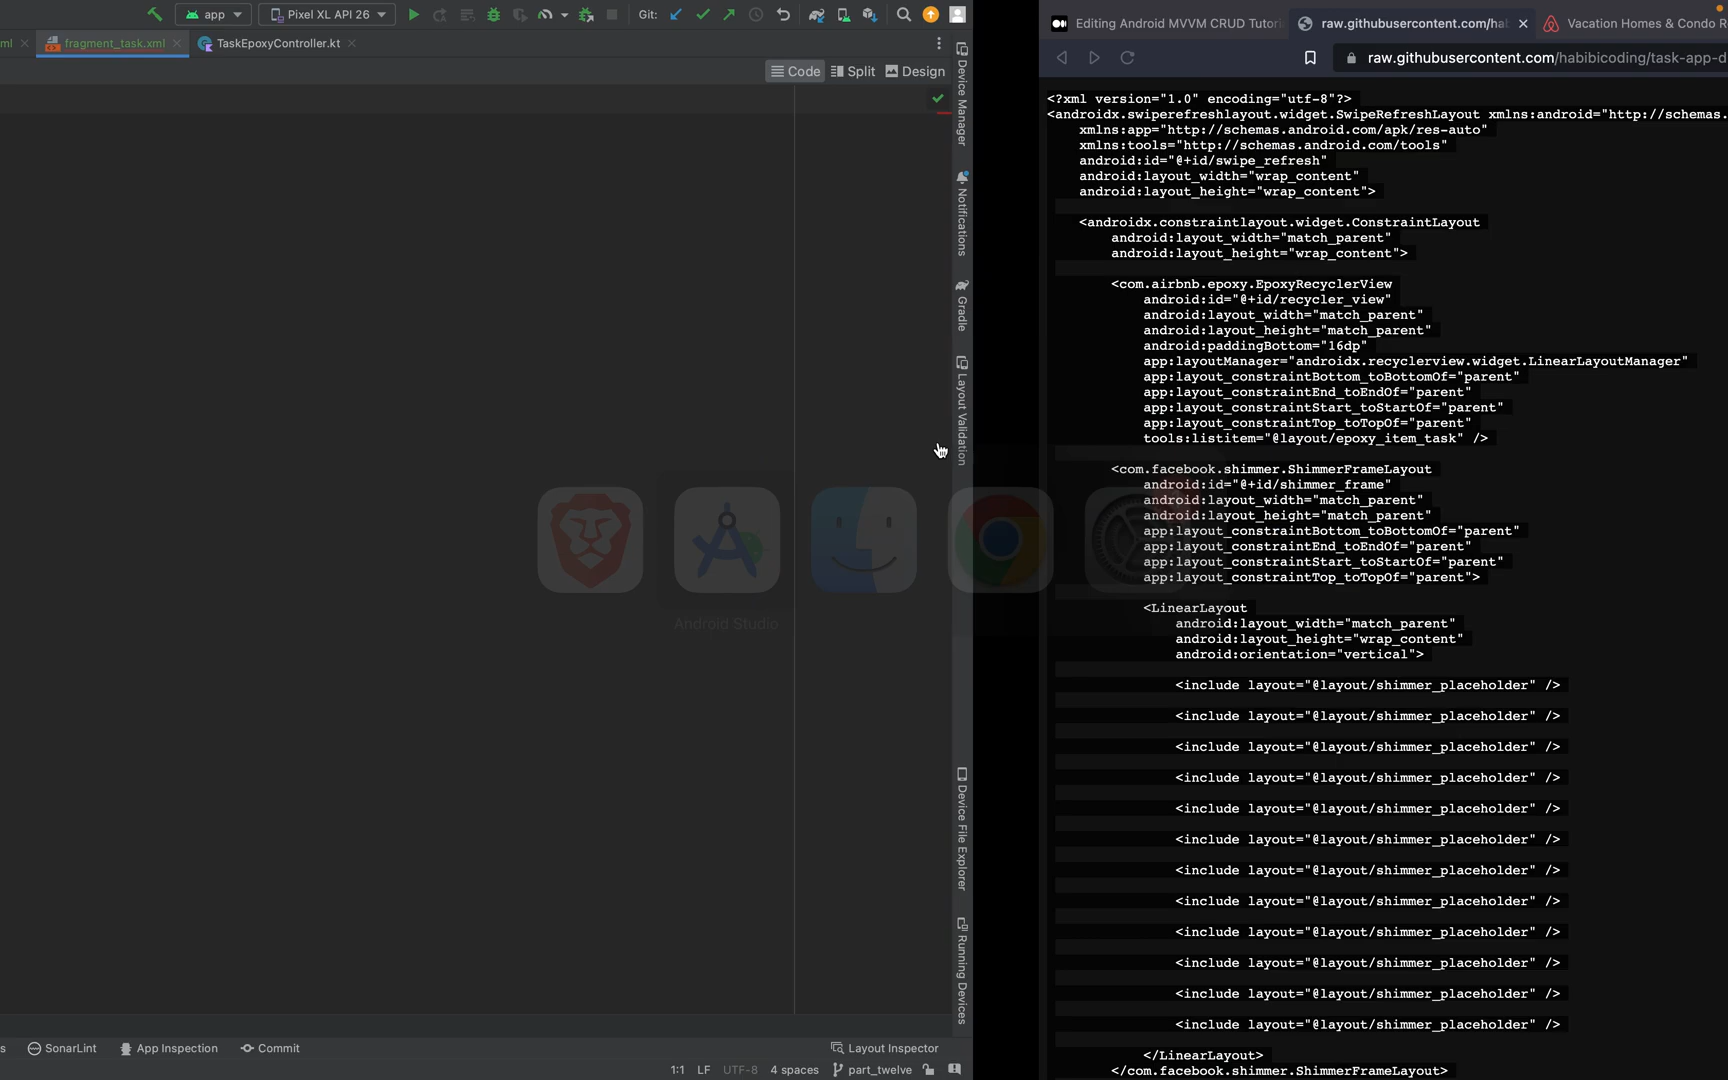 app
Pixel XL API 26
Git:
ml
fragment_task.xml
TaskEpoxyController.kt
Code
Split
Design
Device Manager
Notifications
Gradle
Layout Validation
Device File Explorer
Running Devices
Android Studio
s
SonarLint
App Inspection
Commit
Layout Inspector
1:1
LF
UTF-8
4 spaces
part_twelve
Editing Android MVVM CRUD Tutori
raw.githubusercontent.com/hab
Vacation Homes & Condo R
raw.githubusercontent.com/habibicoding/task-app-d
<?xml version="1.0" encoding="utf-8"?>
<androidx.swiperefreshlayout.widget.SwipeRefreshLayout xmlns:android="http://schemas.
xmlns:app="http://schemas.android.com/apk/res-auto"
xmlns:tools="http://schemas.android.com/tools"
android:id="@+id/swipe_refresh"
android:layout_width="wrap_content"
android:layout_height="wrap_content">
<androidx.constraintlayout.widget.ConstraintLayout
android:layout_width="match_parent"
android:layout_height="wrap_content">
<com.airbnb.epoxy.EpoxyRecyclerView
android:id="@+id/recycler_view"
android:layout_width="match_parent"
android:layout_height="match_parent"
android:paddingBottom="16dp"
app:layoutManager="androidx.recyclerview.widget.LinearLayoutManager"
app:layout_constraintBottom_toBottomOf="parent"
app:layout_constraintEnd_toEndOf="parent"
app:layout_constraintStart_toStartOf="parent"
app:layout_constraintTop_toTopOf="parent"
tools:listitem="@layout/epoxy_item_task" />
<com.facebook.shimmer.ShimmerFrameLayout
android:id="@+id/shimmer_frame"
android:layout_width="match_parent"
android:layout_height="match_parent"
app:layout_constraintBottom_toBottomOf="parent"
app:layout_constraintEnd_toEndOf="parent"
app:layout_constraintStart_toStartOf="parent"
app:layout_constraintTop_toTopOf="parent">
<LinearLayout
android:layout_width="match_parent"
android:layout_height="wrap_content"
android:orientation="vertical">
<include layout="@layout/shimmer_placeholder" />
<include layout="@layout/shimmer_placeholder" />
<include layout="@layout/shimmer_placeholder" />
<include layout="@layout/shimmer_placeholder" />
<include layout="@layout/shimmer_placeholder" />
<include layout="@layout/shimmer_placeholder" />
<include layout="@layout/shimmer_placeholder" />
<include layout="@layout/shimmer_placeholder" />
<include layout="@layout/shimmer_placeholder" />
<include layout="@layout/shimmer_placeholder" />
<include layout="@layout/shimmer_placeholder" />
<include layout="@layout/shimmer_placeholder" />
</LinearLayout>
</com.facebook.shimmer.ShimmerFrameLayout>